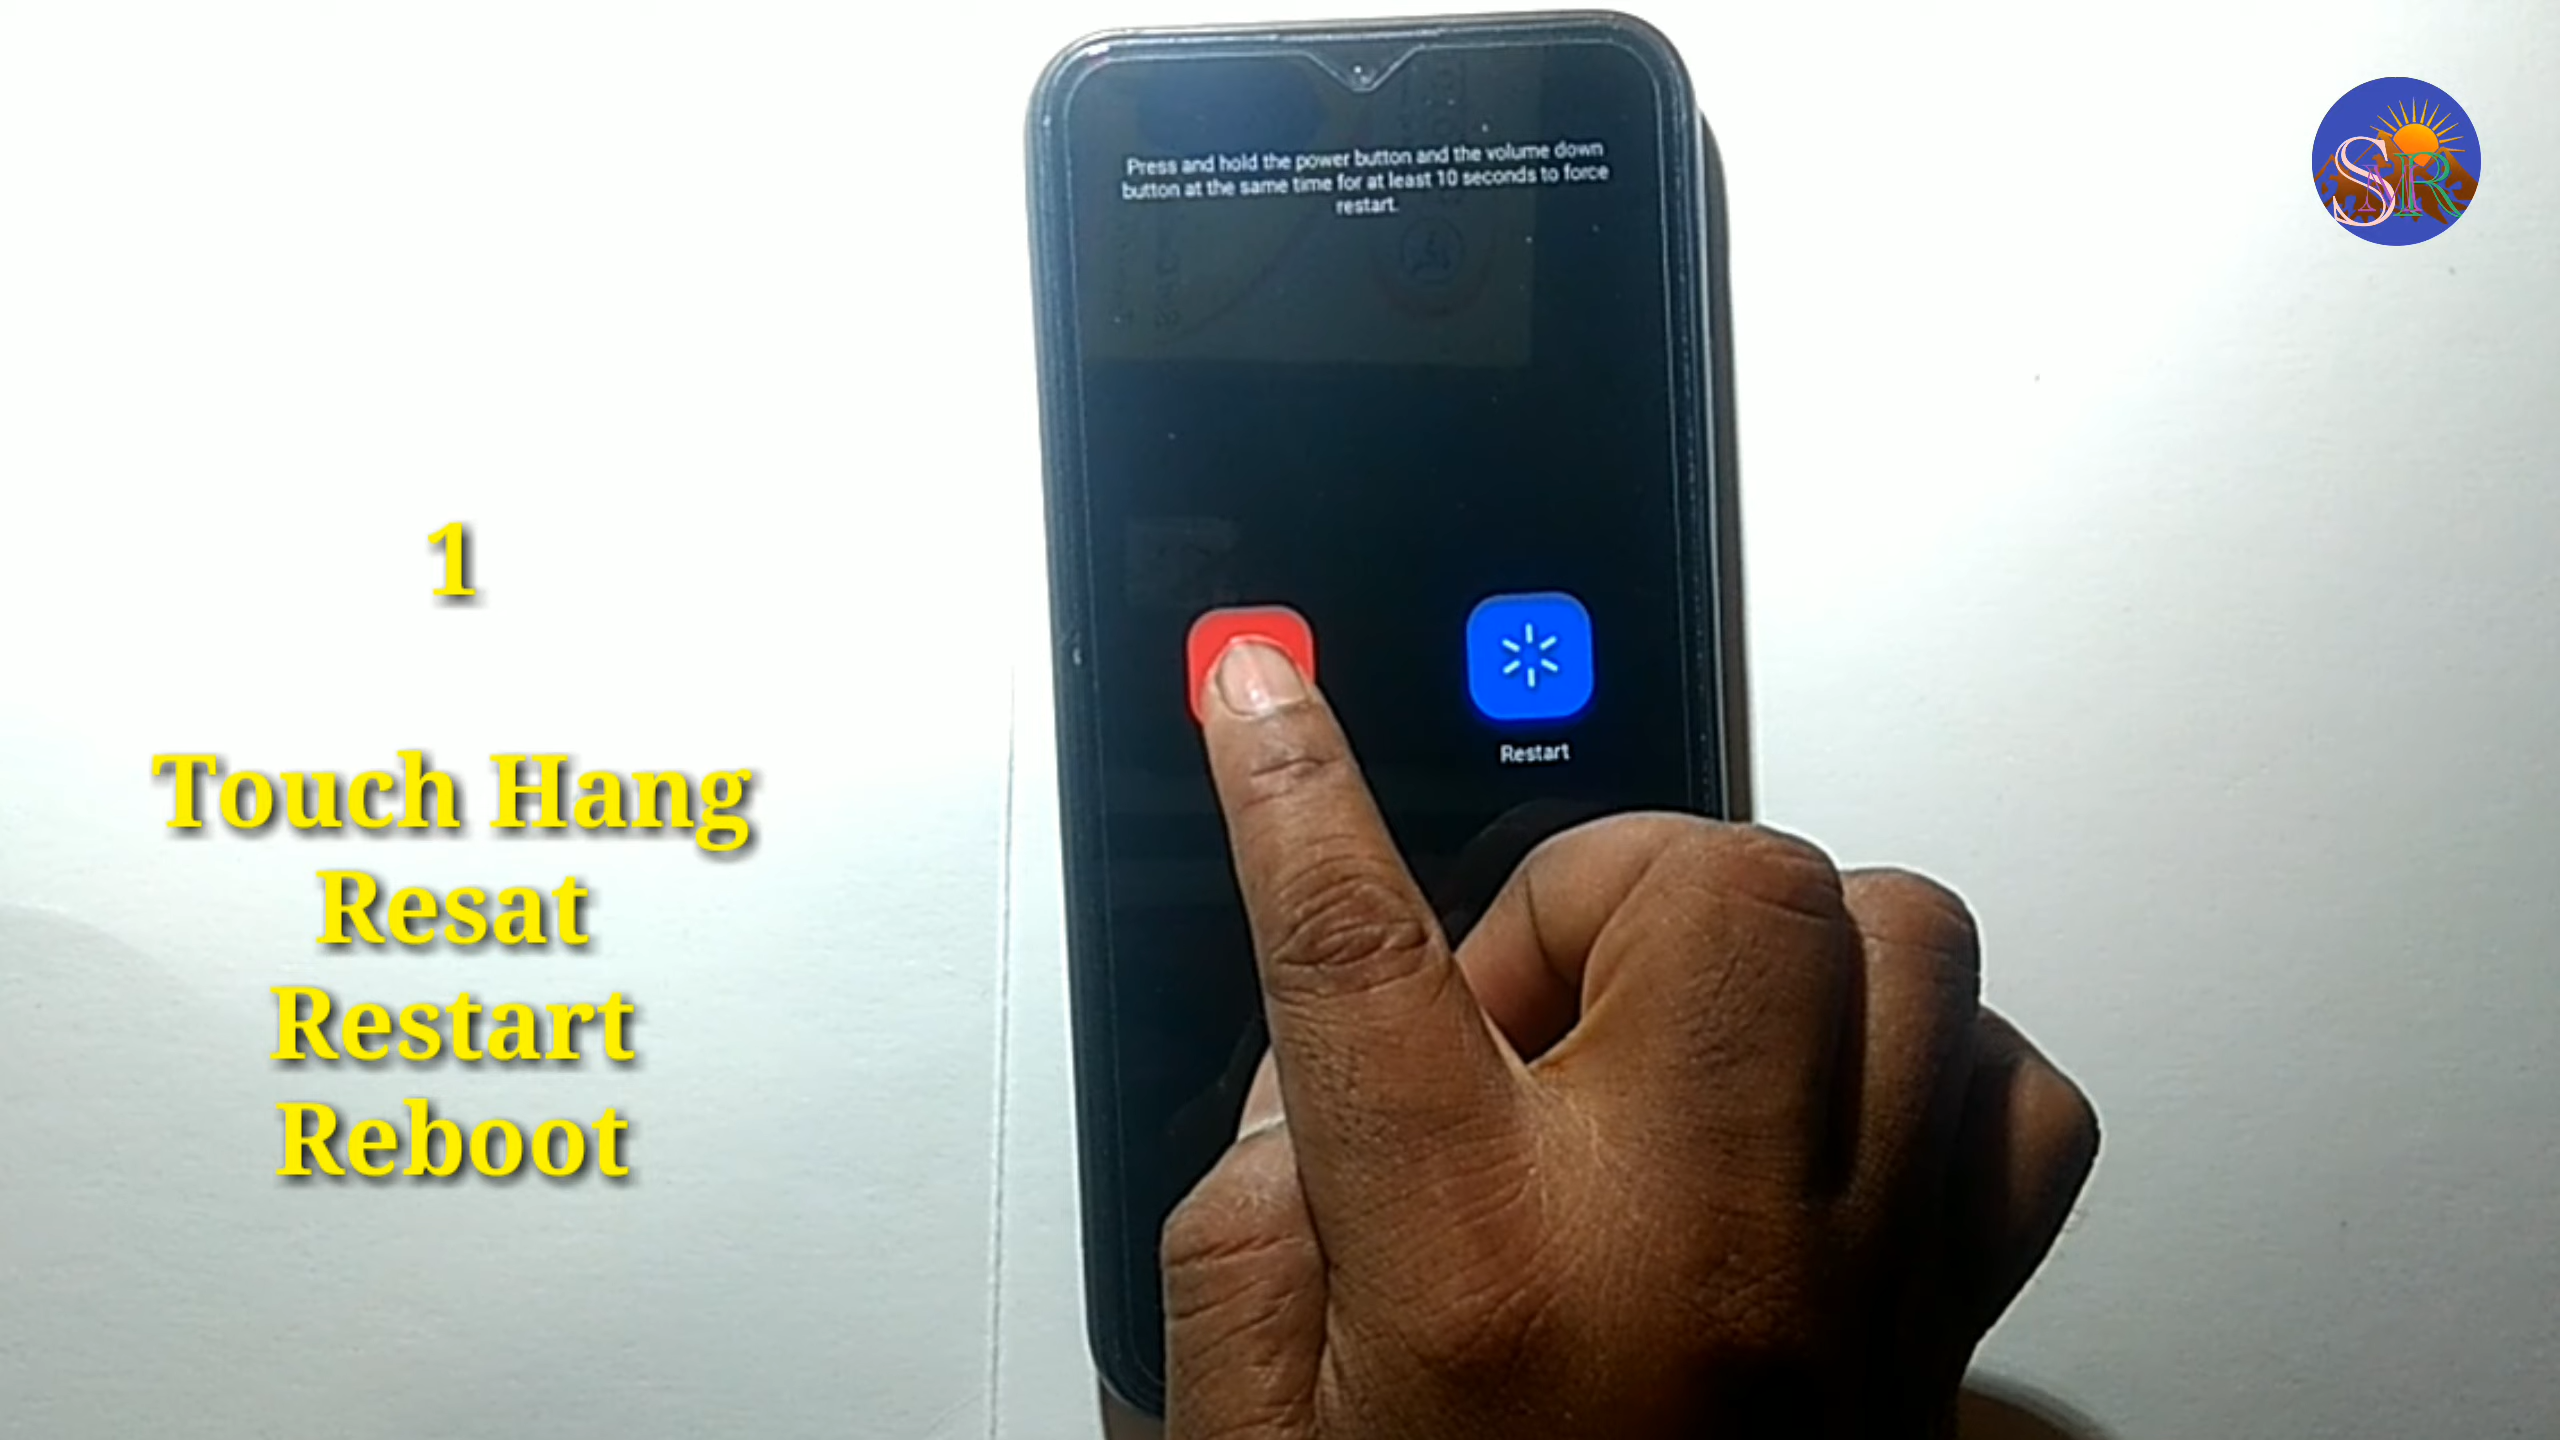 Press and hold the power button and the volume down
button at the same time for at least 10 seconds to force
restart.
Restart
1
Touch Hang
Resat
Restart
Reboot